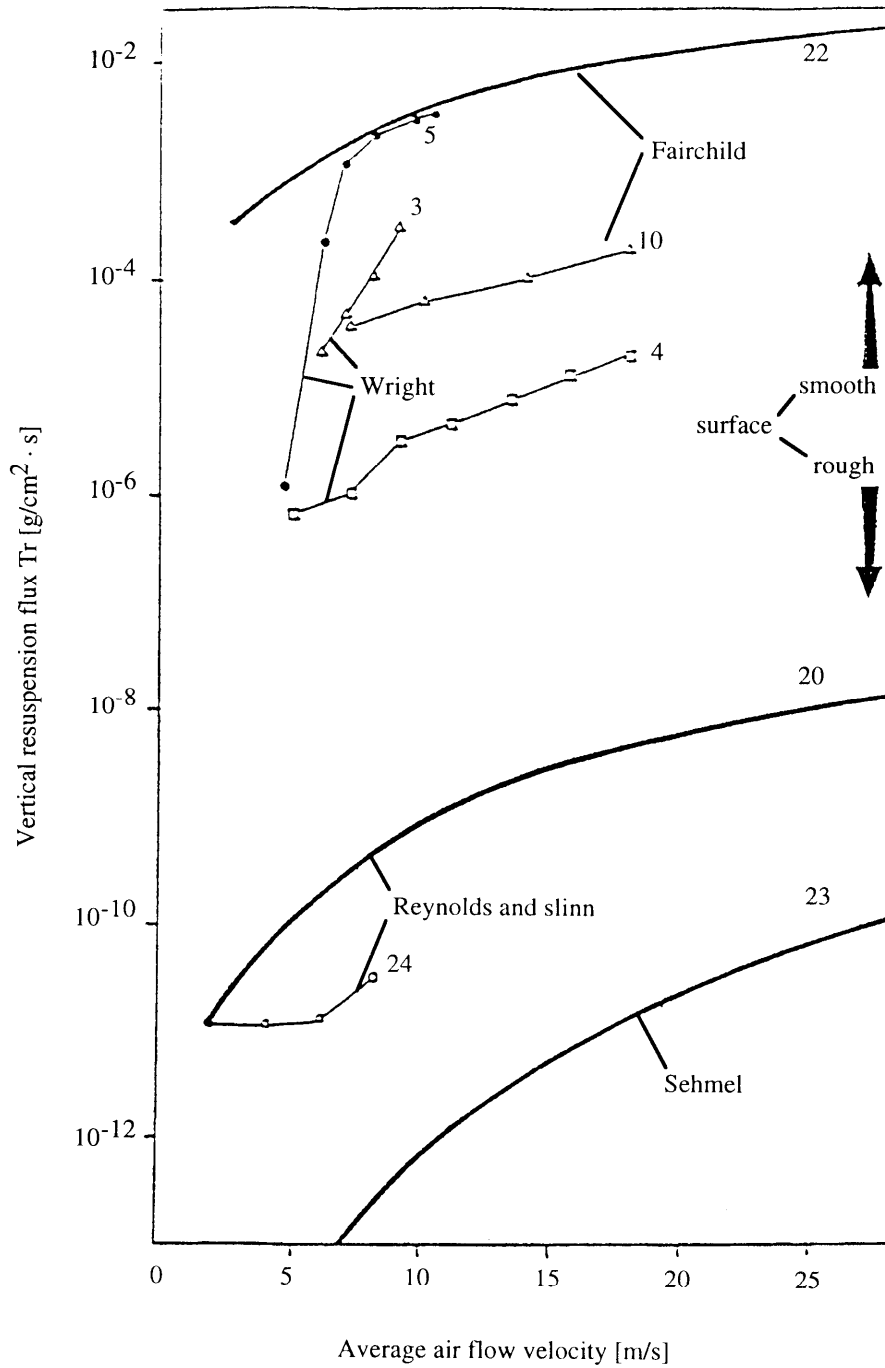 10-2
22
5
Fairchild
3
10
10-4
4
Wright
smooth
surface
rough
Vertical resuspension flux Tr [g/cm2 · s]
10-6
20
10-8
23
10-10
Reynolds and slinn
24
Sehmel
10-12
0 5 10 15 20 25
Average air flow velocity [m/s]